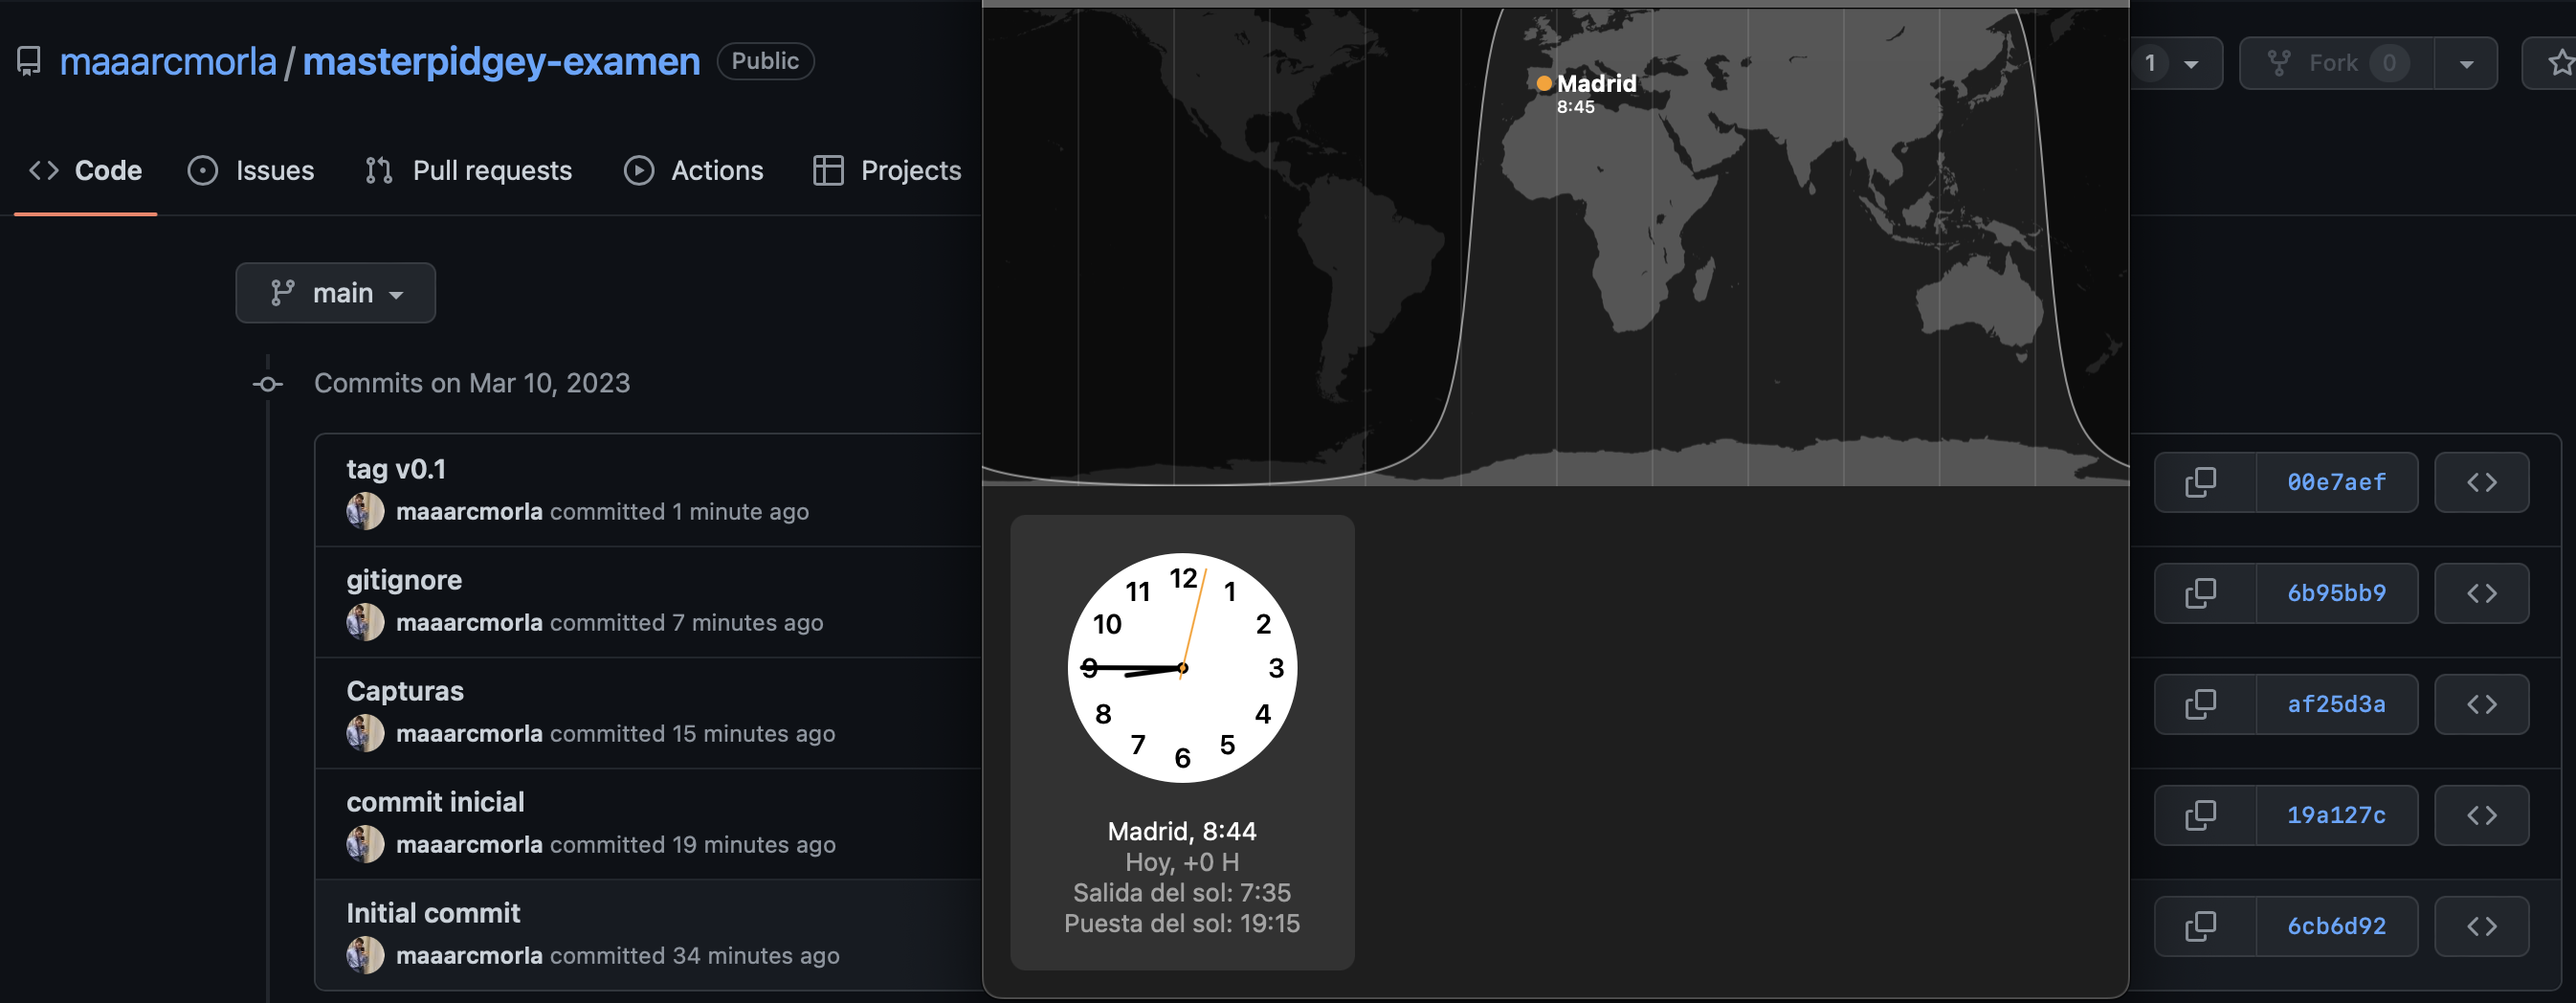 maaarcmorla / masterpidgey-examen Public
1 Fork 0
Code Issues Pull requests Actions Projects
main
Commits on Mar 10, 2023
tag v0.1
maaarcmorla committed 1 minute ago
00e7aef
gitignore
maaarcmorla committed 7 minutes ago
6b95bb9
Capturas
maaarcmorla committed 15 minutes ago
af25d3a
commit inicial
maaarcmorla committed 19 minutes ago
19a127c
Initial commit
maaarcmorla committed 34 minutes ago
6cb6d92
Madrid
8:45
12
1
2
3
4
5
6
7
8
9
10
11
Madrid, 8:44
Hoy, +0 H
Salida del sol: 7:35
Puesta del sol: 19:15